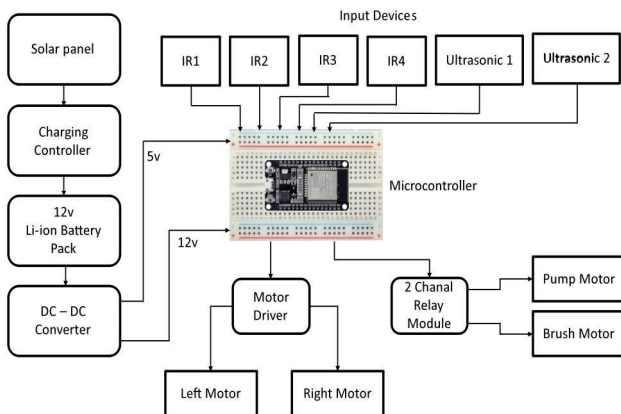 Input Devices
Solar panel
IR1
IR2
IR3
IR4
Ultrasonic 1
Ultrasonic 2
Charging
Controller
5v
Microcontroller
12v
Li-ion Battery
Pack
12v
DC – DC
Converter
Motor
Driver
2 Chanal
Relay
Module
Pump Motor
Brush Motor
Left Motor
Right Motor